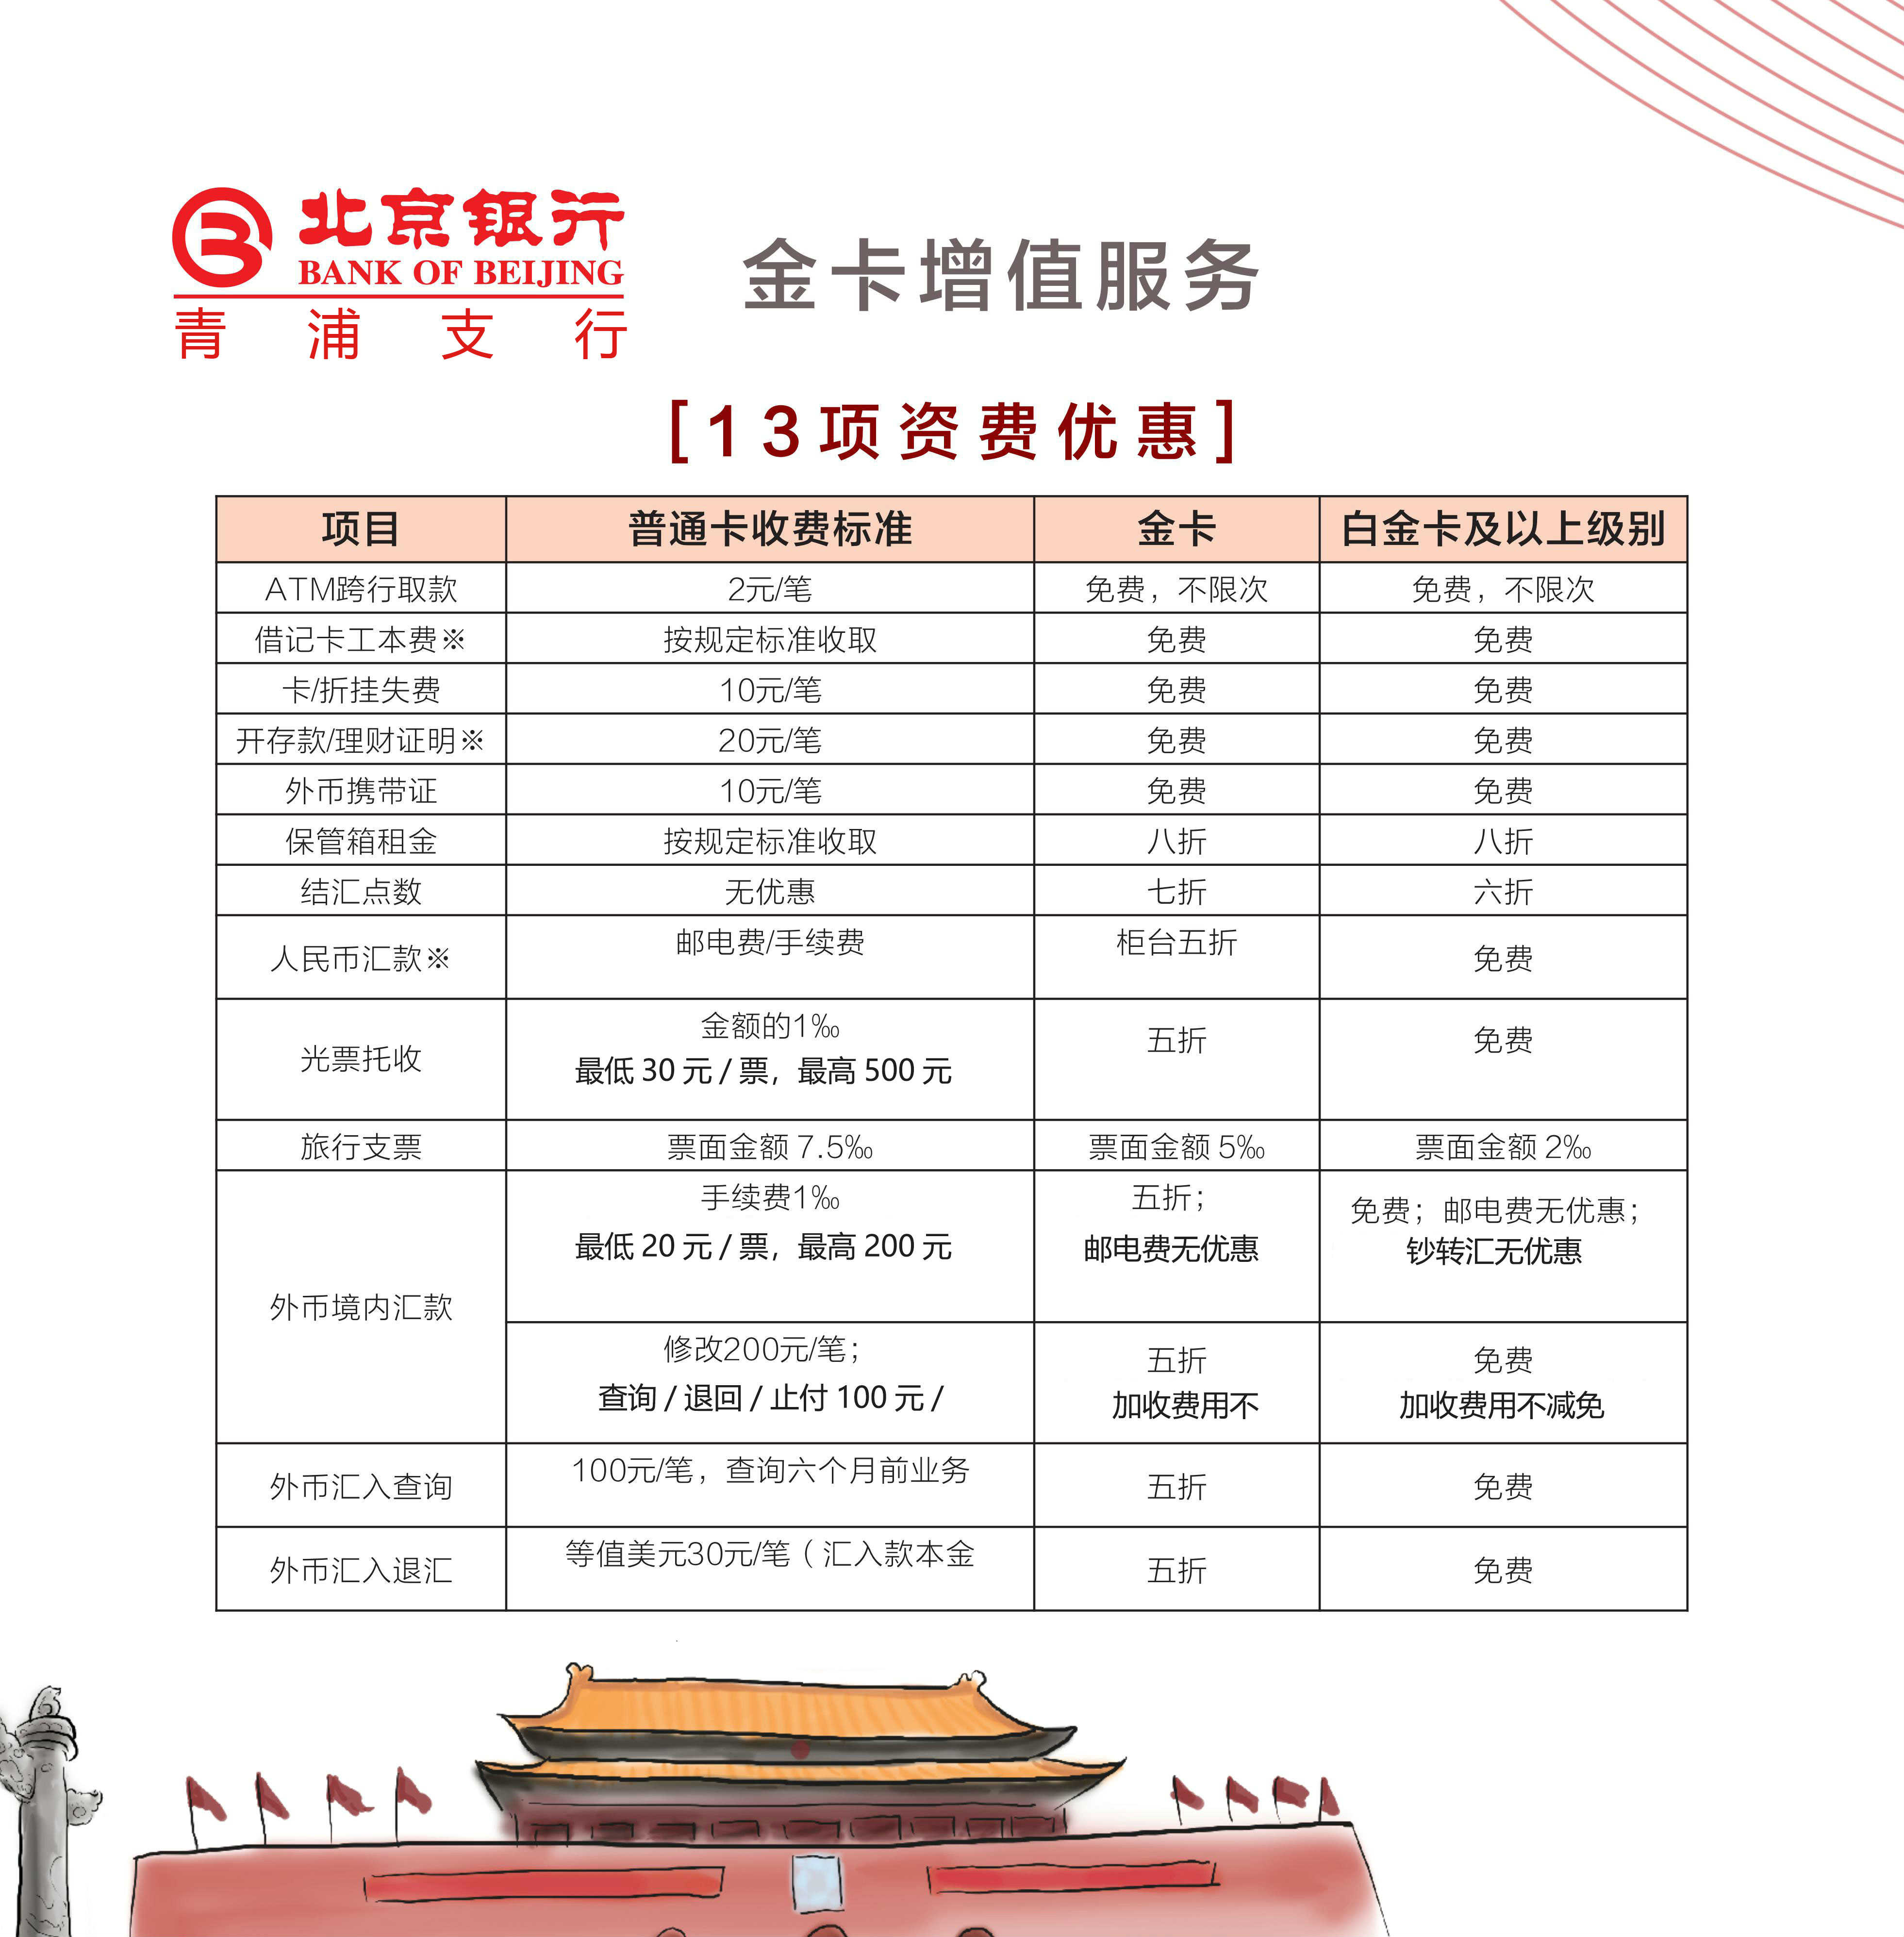 北京银行
BANK OF BEIJING
青浦支行
金卡增值服务
[13项资费优惠]
项目 普通卡收费标准 金卡 白金卡及以上级别
ATM跨行取款 2元/笔 免费，不限次 免费，不限次
借记卡工本费※ 按规定标准收取 免费 免费
卡/折挂失费 10元/笔 免费 免费
开存款/理财证明※ 20元/笔 免费 免费
外币携带证 10元/笔 免费 免费
保管箱租金 按规定标准收取 八折 八折
结汇点数 无优惠 七折 六折
人民币汇款※ 邮电费/手续费 柜台五折 免费
光票托收 金额的1‰ 五折 免费
最低 30 元 / 票，最高 500 元
旅行支票 票面金额 7.5‰ 票面金额 5‰ 票面金额 2‰
外币境内汇款 手续费1‰ 五折； 免费；邮电费无优惠；
最低 20 元 / 票，最高 200 元 邮电费无优惠 钞转汇无优惠
修改200元/笔； 五折 免费
查询 / 退回 / 止付 100 元 / 加收费用不 加收费用不减免
外币汇入查询 100元/笔，查询六个月前业务 五折 免费
外币汇入退汇 等值美元30元/笔（汇入款本金 五折 免费